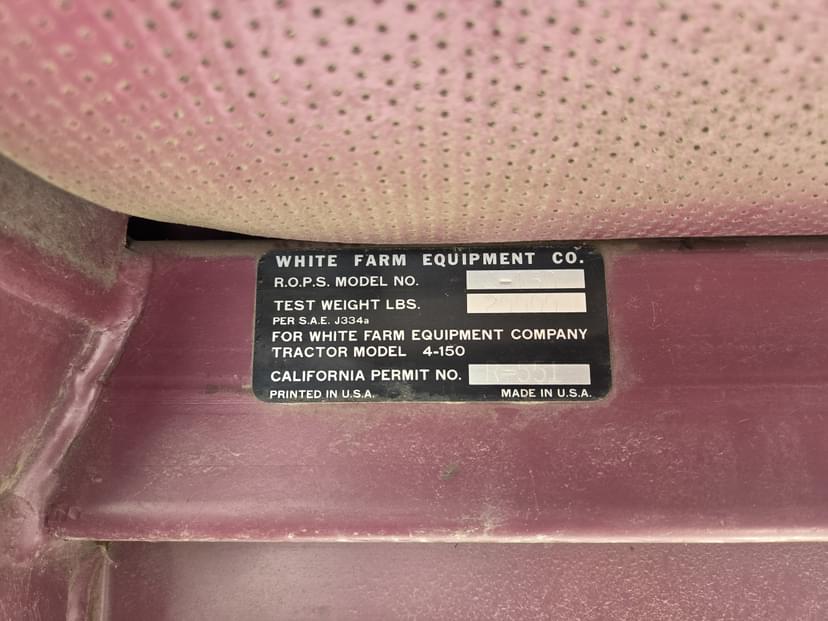 WHITE FARM EQUIPMENT CO.
R.O.P.S. MODEL NO.
TEST WEIGHT LBS.
PER S.A.E. J334a
FOR WHITE FARM EQUIPMENT COMPANY
TRACTOR MODEL 4-150
CALIFORNIA PERMIT NO. R-551
PRINTED IN U.S.A. MADE IN U.S.A.